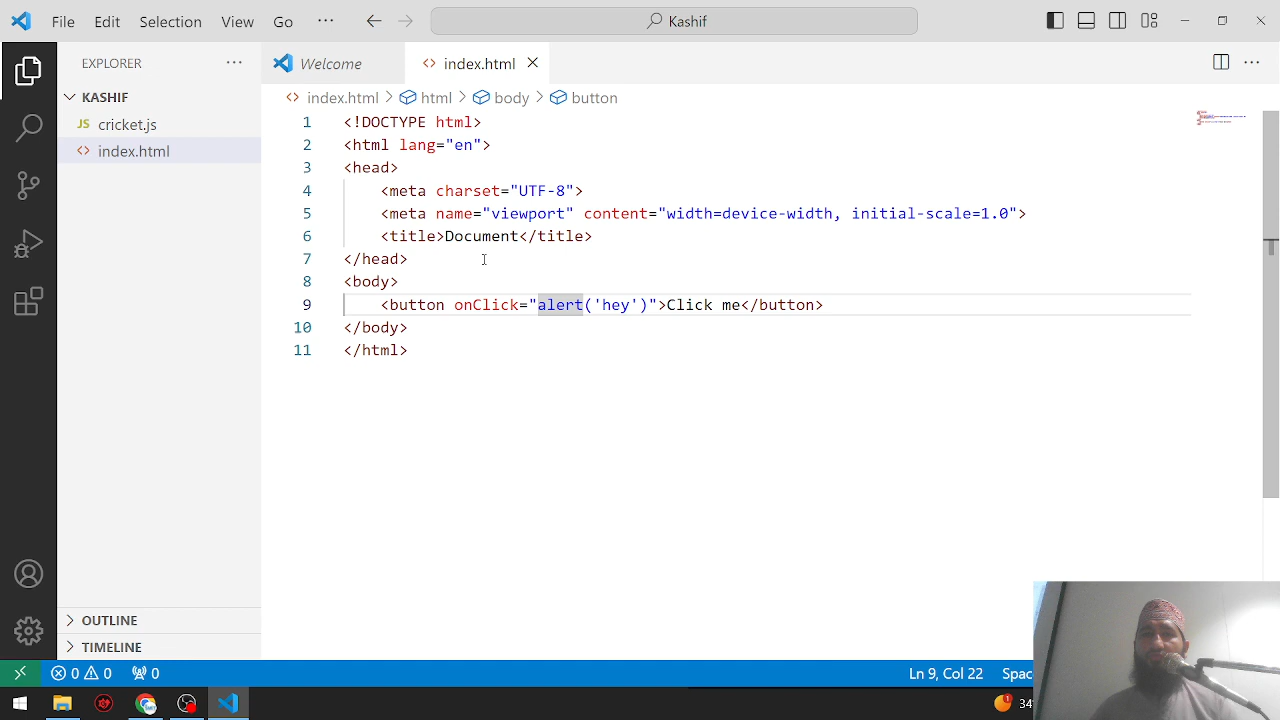 File Edit Selection View Go ··· Kashif
EXPLORER ···
KASHIF
JS cricket.js
<> index.html
OUTLINE
TIMELINE
Welcome
<> index.html
<> index.html > html > body > button
1 <!DOCTYPE html>
2 <html lang="en">
3 <head>
4 <meta charset="UTF-8">
5 <meta name="viewport" content="width=device-width, initial-scale=1.0">
6 <title>Document</title>
7 </head>
8 <body>
9 <button onClick="alert('hey')">Click me</button>
10 </body>
11 </html>
0 0 0 Ln 9, Col 22 Spac
1 34